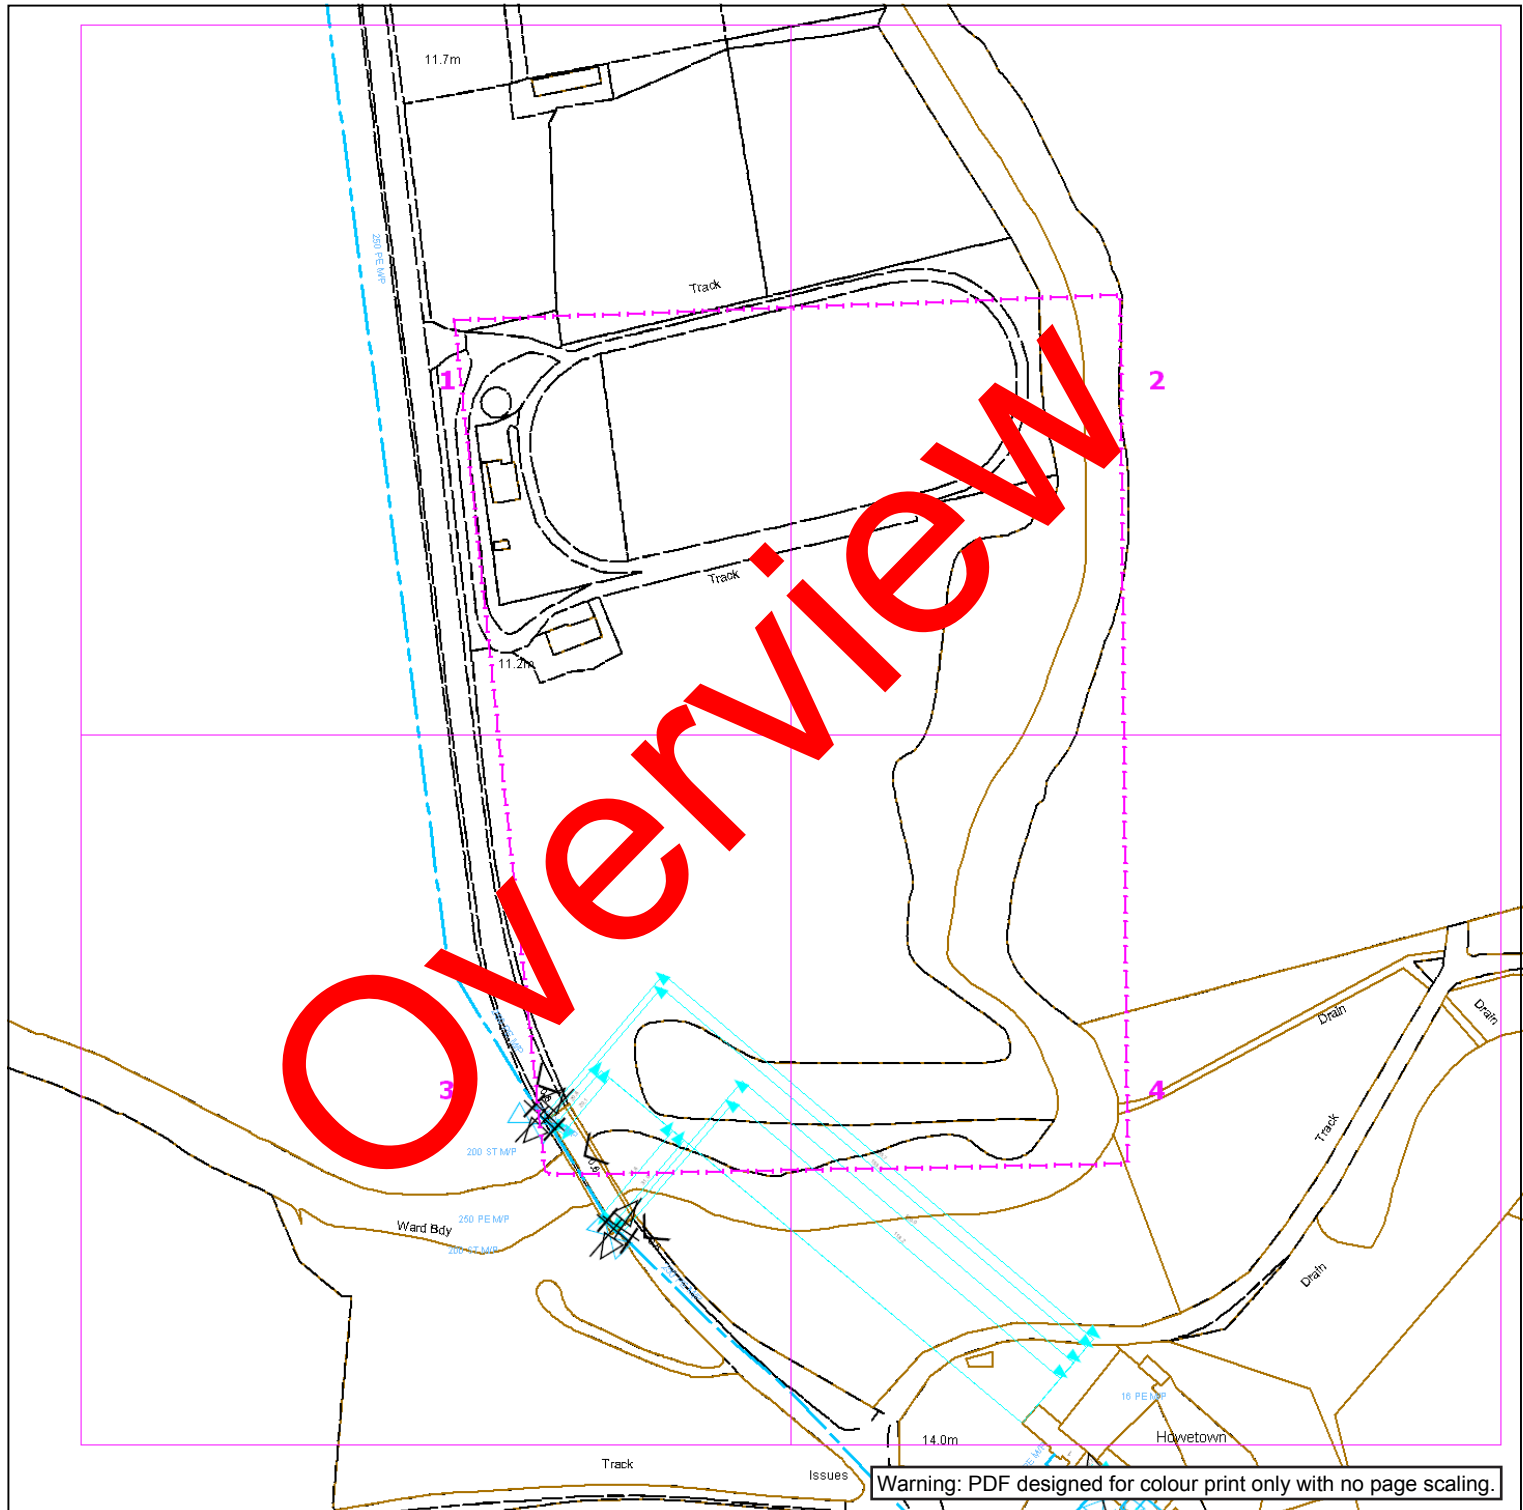 11.7m
250 PE M/P
Track
1
2
Track
11.2m
Overview
Drain
Drain
3
4
Track
200 ST M/P
0.6
250 PE M/P
Ward Bdy
200 ST M/P
Drain
16 PE M/P
14.0m
Howetown
Track
Issues
Warning: PDF designed for colour print only with no page scaling.